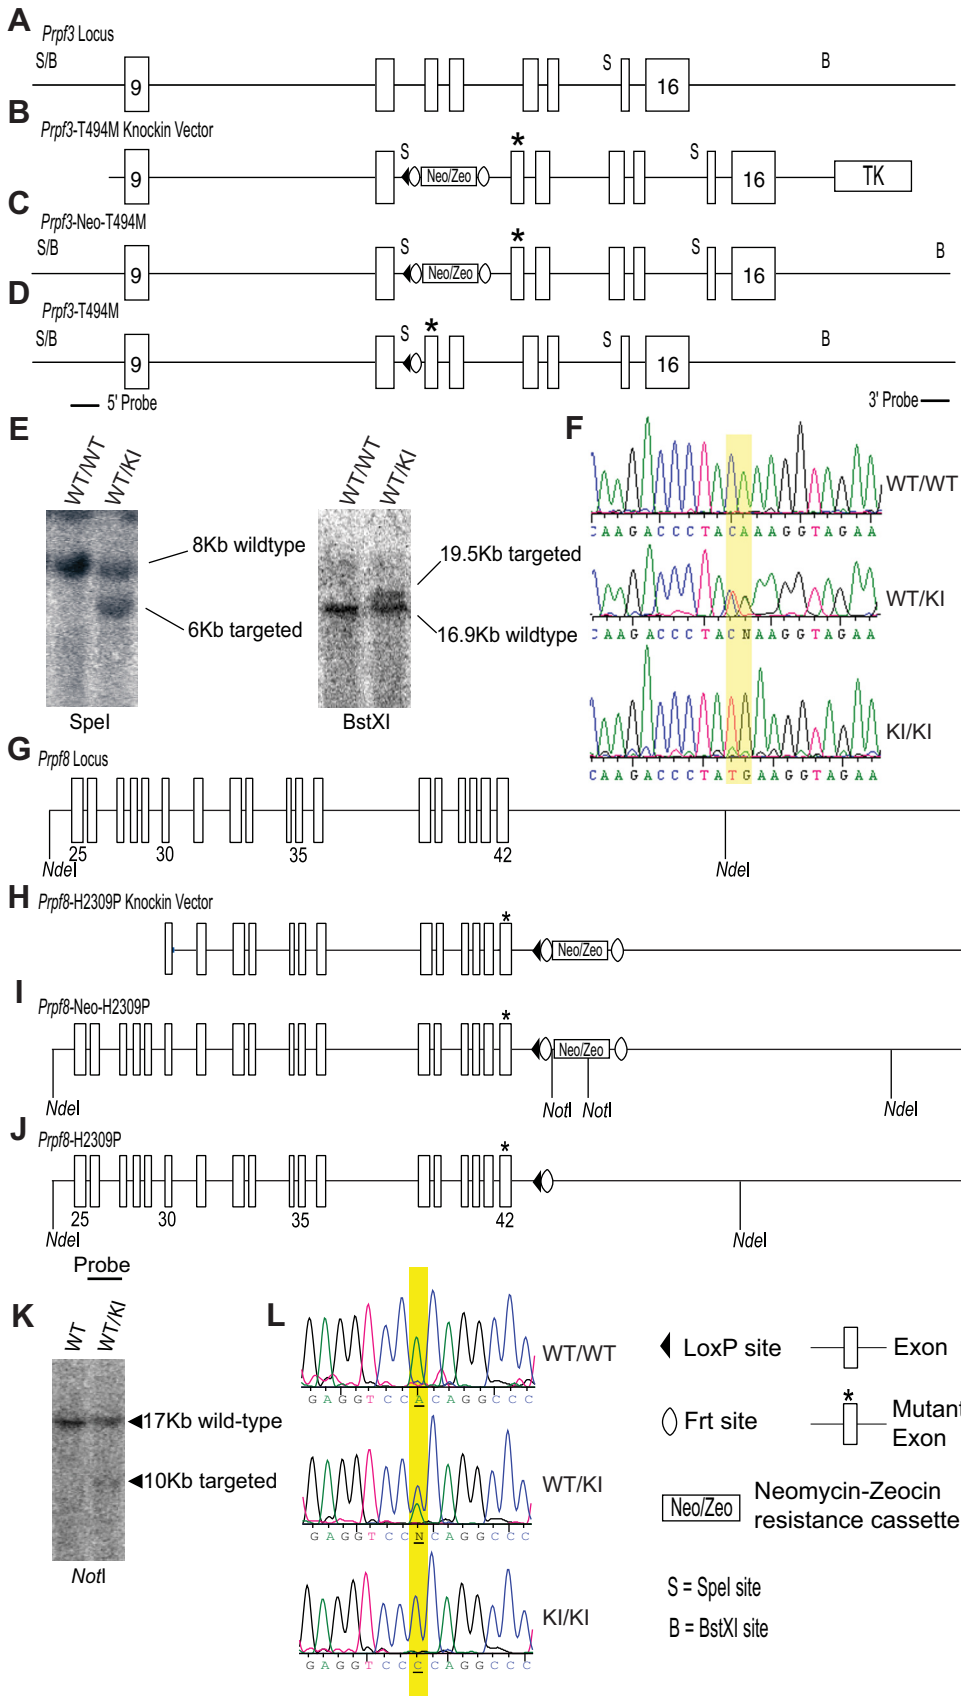 A
Prpf3 Locus
S/B
S
B
9
16
B
Prpf3-T494M Knockin Vector
*
S
S
9
Neo/Zeo
16
TK
C
Prpf3-Neo-T494M
S/B
*
S
S
B
9
Neo/Zeo
16
D
Prpf3-T494M
S/B
*
S
S
B
9
16
5' Probe
3' Probe
E
WT/WT
WT/KI
8Kb wildtype
6Kb targeted
SpeI
WT/WT
WT/KI
19.5Kb targeted
16.9Kb wildtype
BstXI
F
WT/WT
CAAGACCCTACAAAGGTAGAA
WT/KI
CAAGACCCTACNAAGGTAGAA
KI/KI
CAAGACCCTATGAAGGTAGAA
G
Prpf8 Locus
25
30
35
42
NdeI
NdeI
H
Prpf8-H2309P Knockin Vector
*
Neo/Zeo
I
Prpf8-Neo-H2309P
*
Neo/Zeo
NdeI
NotI
NotI
NdeI
J
Prpf8-H2309P
*
25
30
35
42
NdeI
NdeI
Probe
K
WT
WT/KI
17Kb wild-type
10Kb targeted
NotI
L
WT/WT
GAGGTCCACAGGCCC
WT/KI
GAGGTCCNCAGGCCC
KI/KI
GAGGTCCCCAGGCCC
LoxP site
Exon
Frt site
*
Mutant
Exon
Neo/Zeo
Neomycin-Zeocin
resistance cassette
S = SpeI site
B = BstXI site